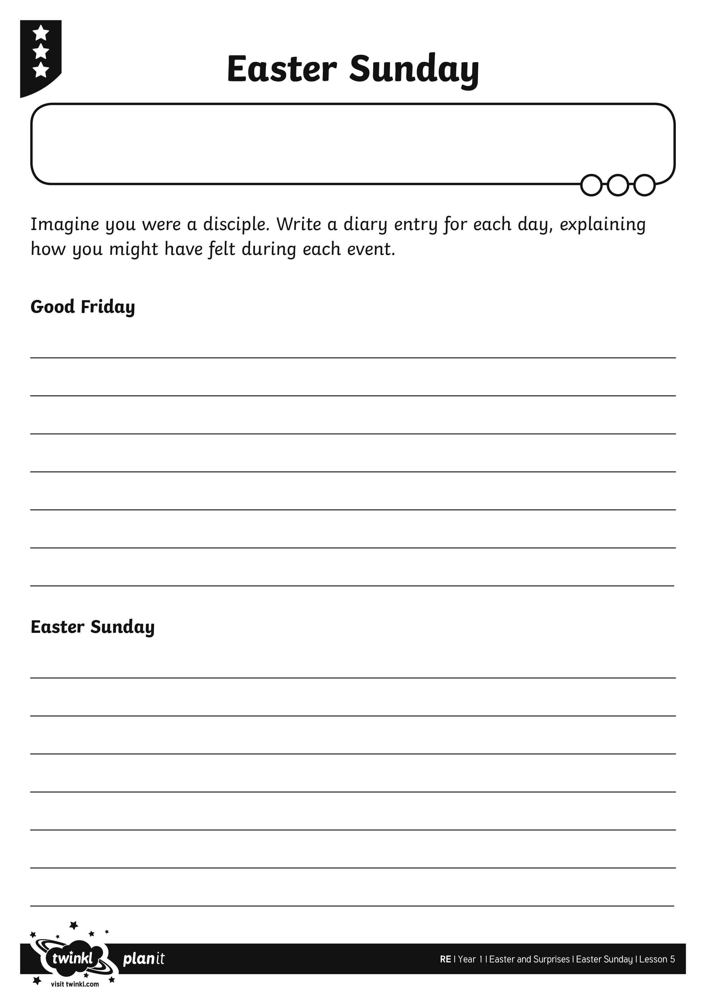 Easter Sunday
Imagine you were a disciple. Write a diary entry for each day, explaining
how you might have felt during each event.
Good Friday
Easter Sunday
twinkl
planit
RE | Year 1 | Easter and Surprises | Easter Sunday | Lesson 5
visit twinkl.com